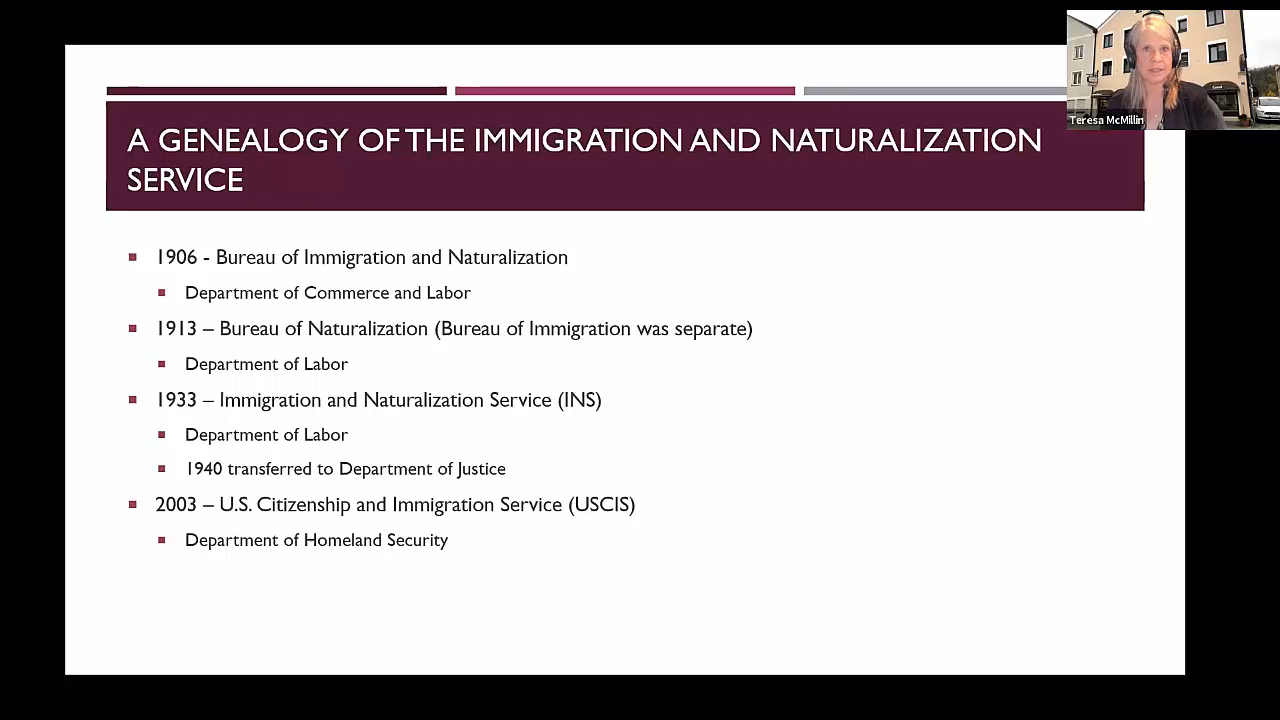 A GENEALOGY OF THE IMMIGRATION AND NATURALIZATION
SERVICE
1906 - Bureau of Immigration and Naturalization
Department of Commerce and Labor
1913 – Bureau of Naturalization (Bureau of Immigration was separate)
Department of Labor
1933 – Immigration and Naturalization Service (INS)
Department of Labor
1940 transferred to Department of Justice
2003 – U.S. Citizenship and Immigration Service (USCIS)
Department of Homeland Security
Teresa McMillin